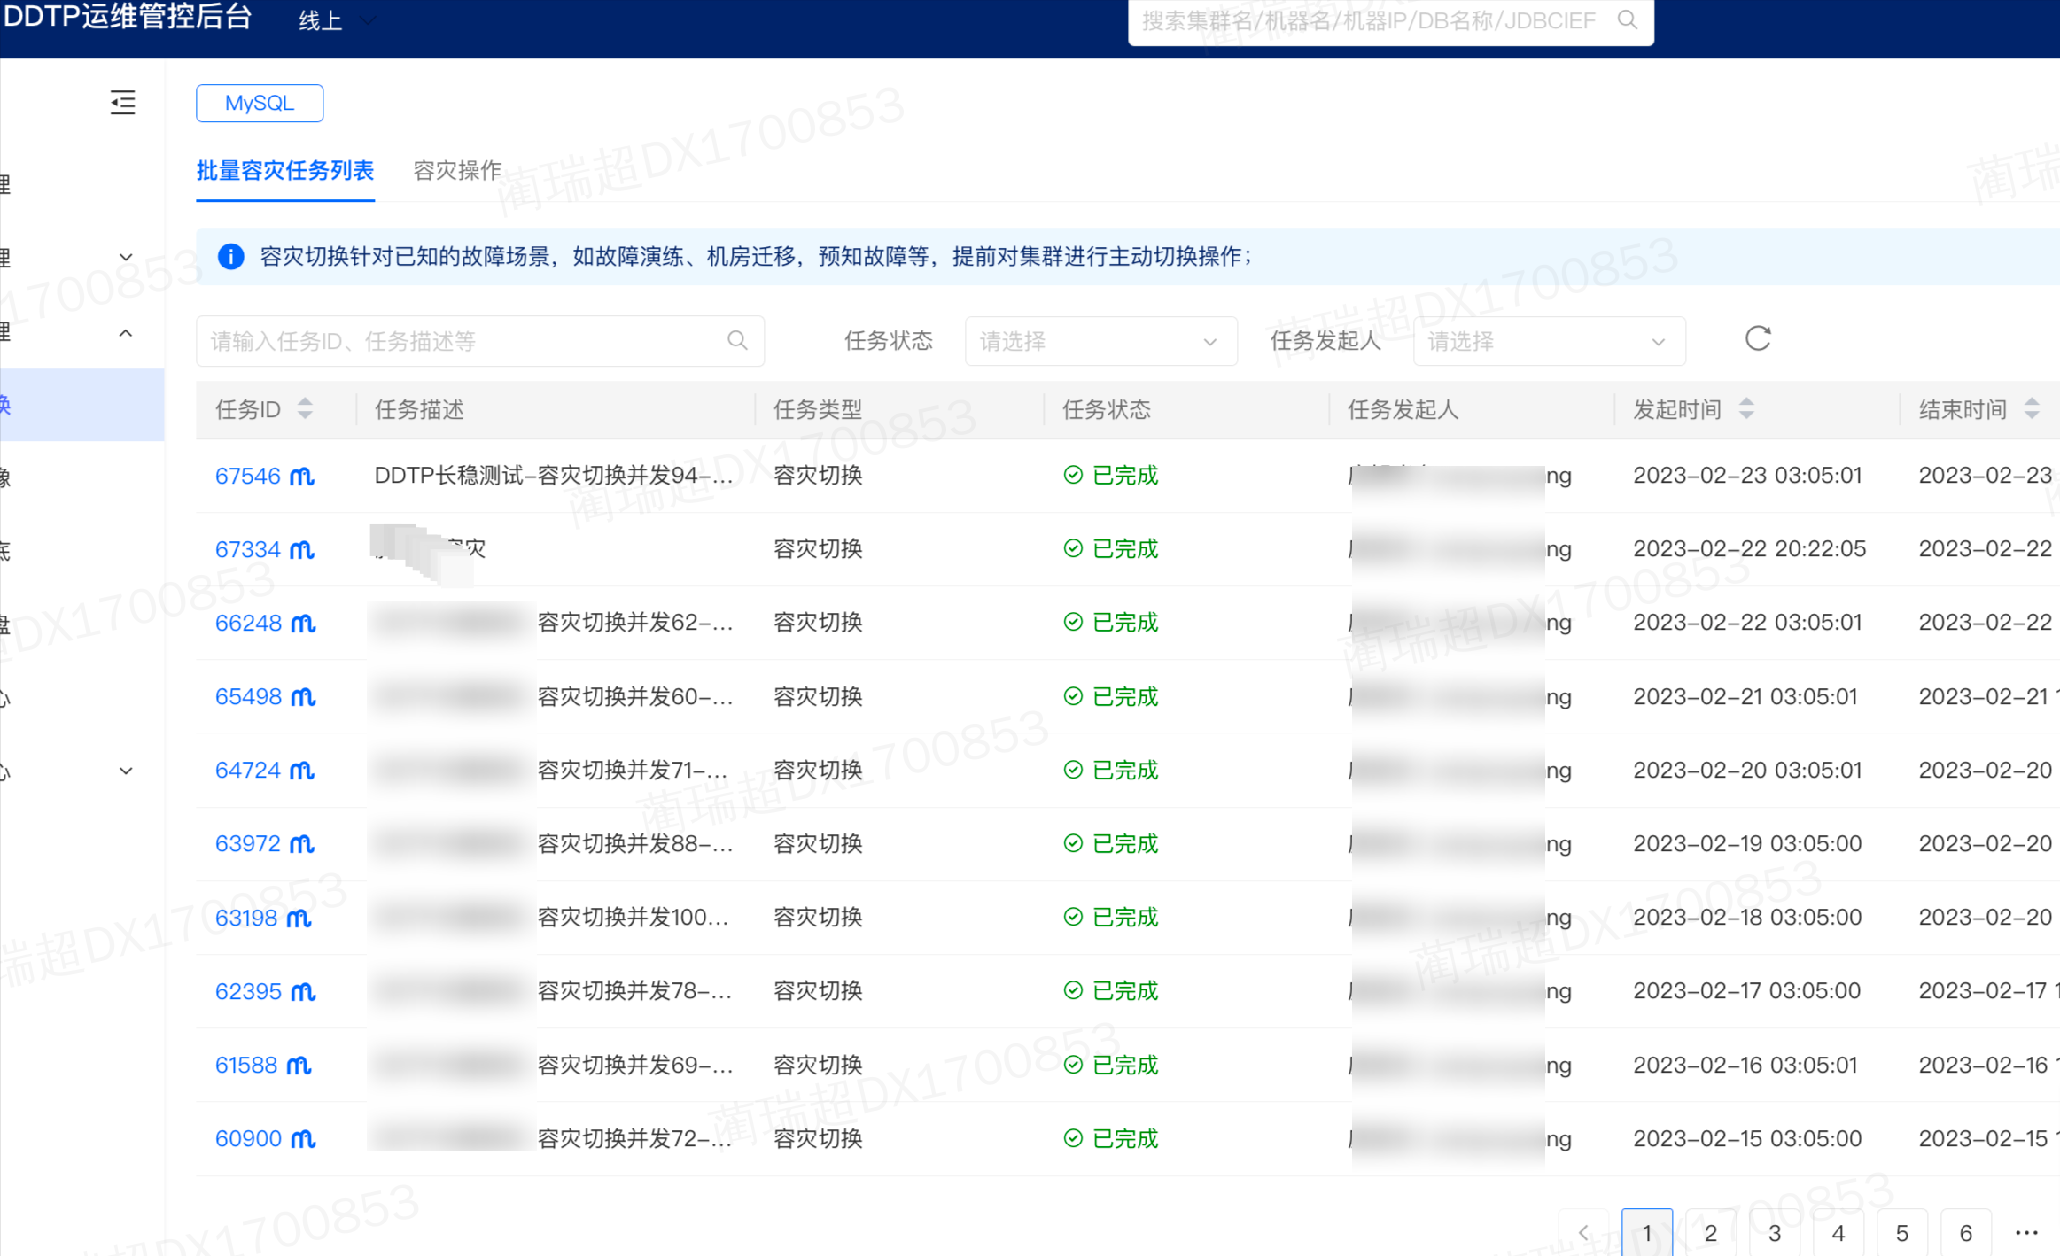 DDTP运维管控后台 线上 搜索集群名/机器名/机器IP/DB名称/JDBCIEF
MySQL
批量容灾任务列表 容灾操作
容灾切换针对已知的故障场景，如故障演练、机房迁移，预知故障等，提前对集群进行主动切换操作；
请输入任务ID、任务描述等 任务状态 请选择 任务发起人 请选择
任务ID 任务描述 任务类型 任务状态 任务发起人 发起时间 结束时间
67546 DDTP长稳测试-容灾切换并发94-... 容灾切换 已完成 ng 2023-02-23 03:05:01 2023-02-23
67334 容灾 容灾切换 已完成 ng 2023-02-22 20:22:05 2023-02-22
66248 容灾切换并发62-... 容灾切换 已完成 ng 2023-02-22 03:05:01 2023-02-22
65498 容灾切换并发60-... 容灾切换 已完成 ng 2023-02-21 03:05:01 2023-02-21 1
64724 容灾切换并发71-... 容灾切换 已完成 ng 2023-02-20 03:05:01 2023-02-20
63972 容灾切换并发88-... 容灾切换 已完成 ng 2023-02-19 03:05:00 2023-02-20
63198 容灾切换并发100... 容灾切换 已完成 ng 2023-02-18 03:05:00 2023-02-20
62395 容灾切换并发78-... 容灾切换 已完成 ng 2023-02-17 03:05:00 2023-02-17 1
61588 容灾切换并发69-... 容灾切换 已完成 ng 2023-02-16 03:05:01 2023-02-16 1
60900 容灾切换并发72-... 容灾切换 已完成 ng 2023-02-15 03:05:00 2023-02-15 1
1 2 3 4 5 6 ...
理
理
理
换
像
底
盘
心
心
蔺瑞超DX1700853